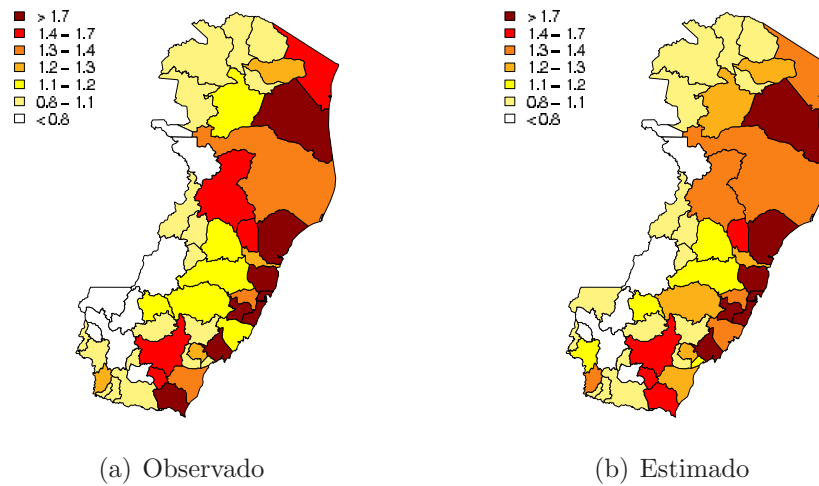 > 1.7
1.4 – 1.7
1.3 – 1.4
1.2 – 1.3
1.1 – 1.2
0.8 – 1.1
< 0.8
> 1.7
1.4 – 1.7
1.3 – 1.4
1.2 – 1.3
1.1 – 1.2
0.8 – 1.1
< 0.8
(a) Observado
(b) Estimado